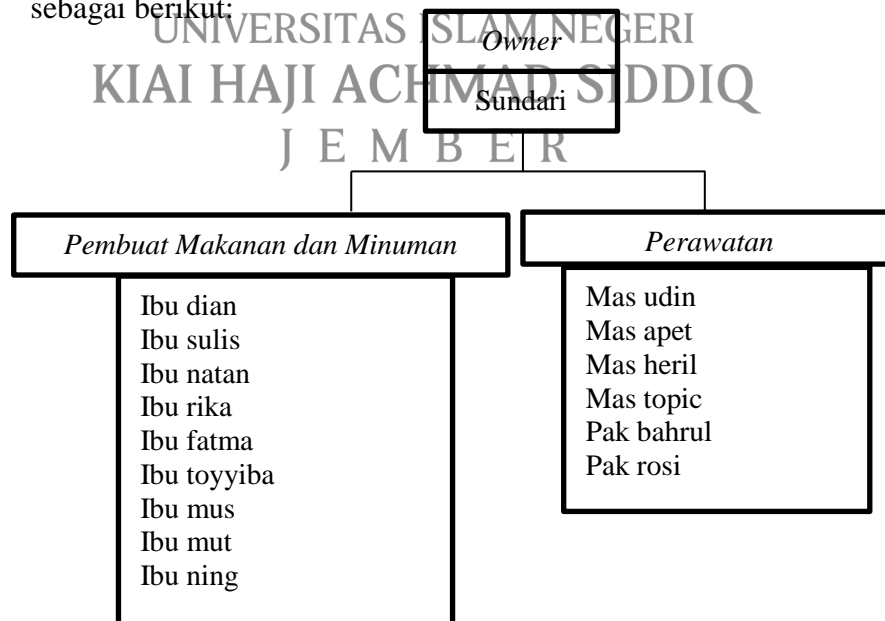 sebagai berikut:
UNIVERSITAS ISLAM NEGERI
KIAI HAJI ACHMAD SIDDIQ
JEMBER
Owner
Sundari
Pembuat Makanan dan Minuman
Ibu dian
Ibu sulis
Ibu natan
Ibu rika
Ibu fatma
Ibu toyyiba
Ibu mus
Ibu mut
Ibu ning
Perawatan
Mas udin
Mas apet
Mas heril
Mas topic
Pak bahrul
Pak rosi